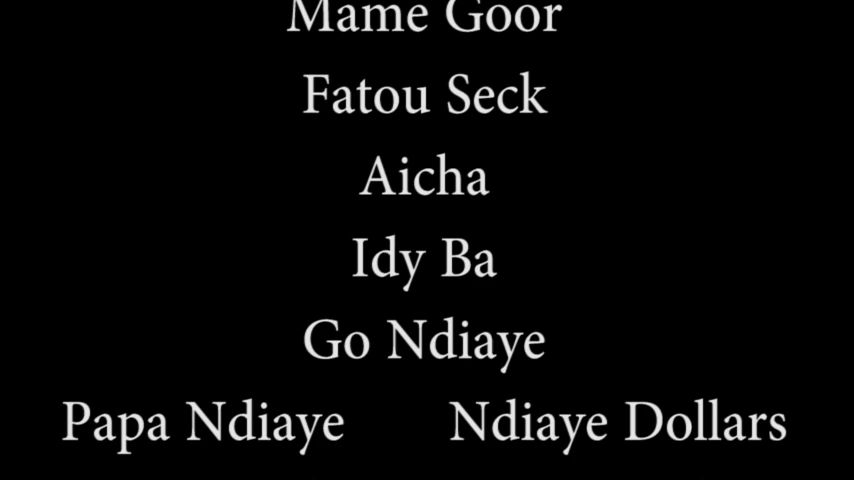 Mame Goor
Fatou Seck
Aicha
Idy Ba
Go Ndiaye
Papa Ndiaye Ndiaye Dollars